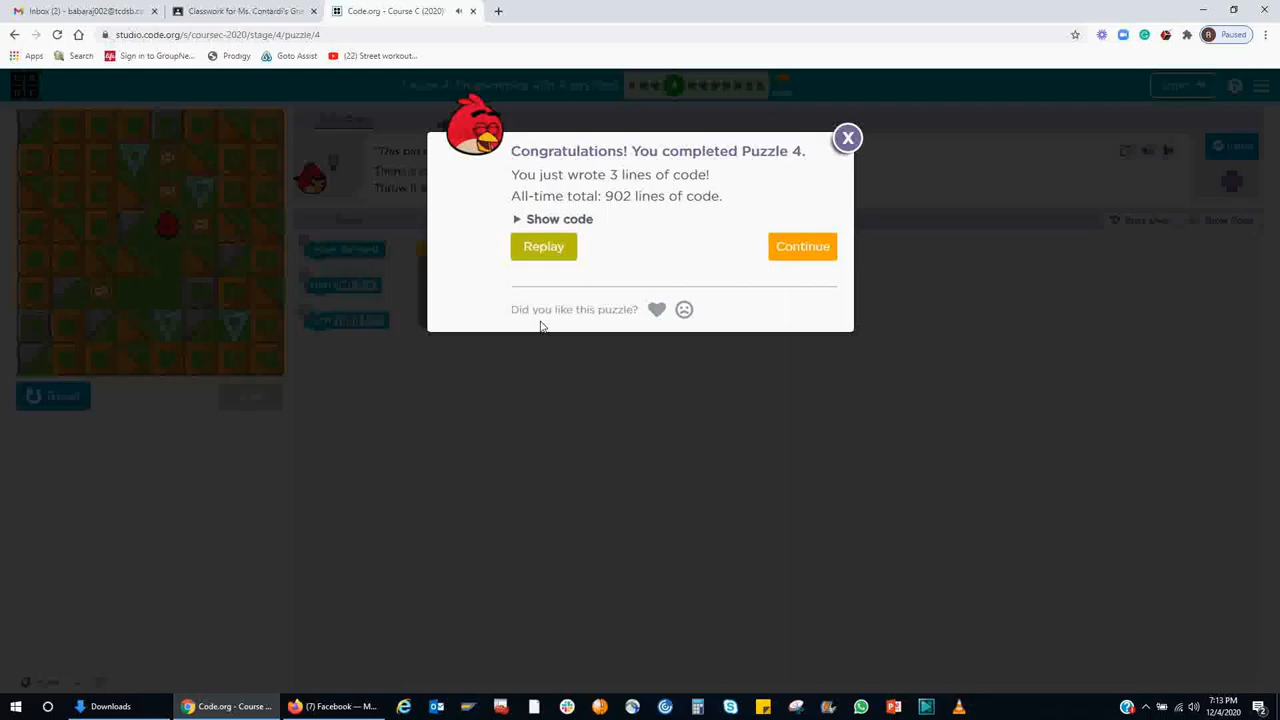 Inbox (2) - babaraj002@tcdsb.c
Classwork for Ms. Contardi's Gra
Code.org - Course C (2020)
studio.code.org/s/coursec-2020/stage/4/puzzle/4
Paused
Apps
Search
Sign in to GroupNe...
Prodigy
Goto Assist
(22) Street workout...
Congratulations! You completed Puzzle 4.
You just wrote 3 lines of code!
All-time total: 902 lines of code.
Show code
Replay
Continue
Did you like this puzzle?
X
Downloads
Code.org - Course ...
(7) Facebook — M...
7:13 PM
12/4/2020